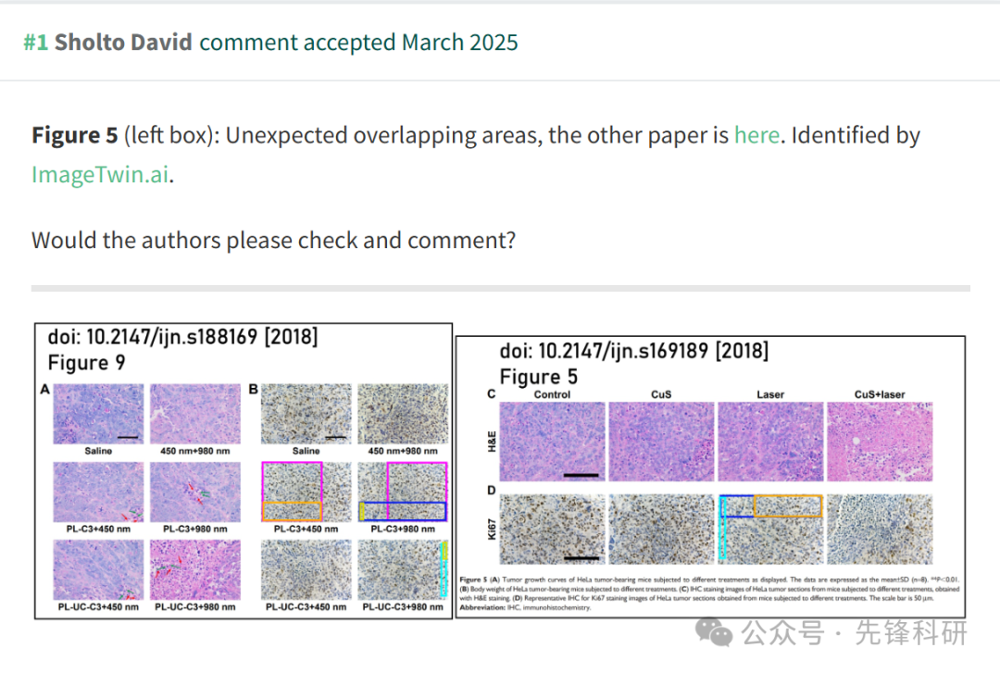 #1 Sholto David comment accepted March 2025
Figure 5 (left box): Unexpected overlapping areas, the other paper is here. Identified by
ImageTwin.ai.
Would the authors please check and comment?
doi: 10.2147/ijn.s188169 [2018]
Figure 9
A
B
Saline
450 nm+980 nm
Saline
450 nm+980 nm
PL-C3+450 nm
PL-C3+980 nm
PL-C3+450 nm
PL-C3+980 nm
PL-UC-C3+450 nm
PL-UC-C3+980 nm
PL-UC-C3+450 nm
PL-UC-C3+980 nm
doi: 10.2147/ijn.s169189 [2018]
Figure 5
C
Control
CuS
Laser
CuS+laser
H&E
D
Ki67
Figure 5 (A) Tumor growth curves of HeLa tumor-bearing mice subjected to different treatments as displayed. The data are expressed as the mean±SD (n=8). **P<0.01.
(B) Body weight of HeLa tumor-bearing mice subjected to different treatments. (C) IHC staining images of HeLa tumor sections from mice subjected to different treatments, obtained
with H&E staining. (D) Representative IHC for Ki67 staining images of HeLa tumor sections obtained from mice subjected to different treatments. The scale bar is 50 μm.
Abbreviation: IHC, immunohistochemistry.
公众号 · 先锋科研